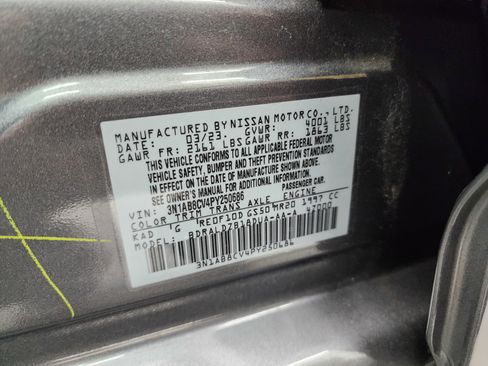 MANUFACTURED BY NISSAN MOTOR CO., LTD.
DATE: 03/23. GVWR: 4001 LBS
GAWR FR: 2161 LBS GAWR RR: 1863 LBS
THIS VEHICLE CONFORMS TO ALL APPLICABLE FEDERAL MOTOR
VEHICLE SAFETY, BUMPER AND THEFT PREVENTION STANDARDS
IN EFFECT ON THE DATE OF MANUFACTURE SHOWN ABOVE.
SEE OWNER'S MANUAL FOR ADDITIONAL INFORMATION.
VIN: 3N1AB8CV4PY250686 PASSENGER CAR.
COLOR TRIM TRANS AXLE ENGINE
KAD G RE0F10D GS50 MR20 1997 CC
MODEL: BDRALDZB18DUA-AA-A
3N1AB8CV4PY250686